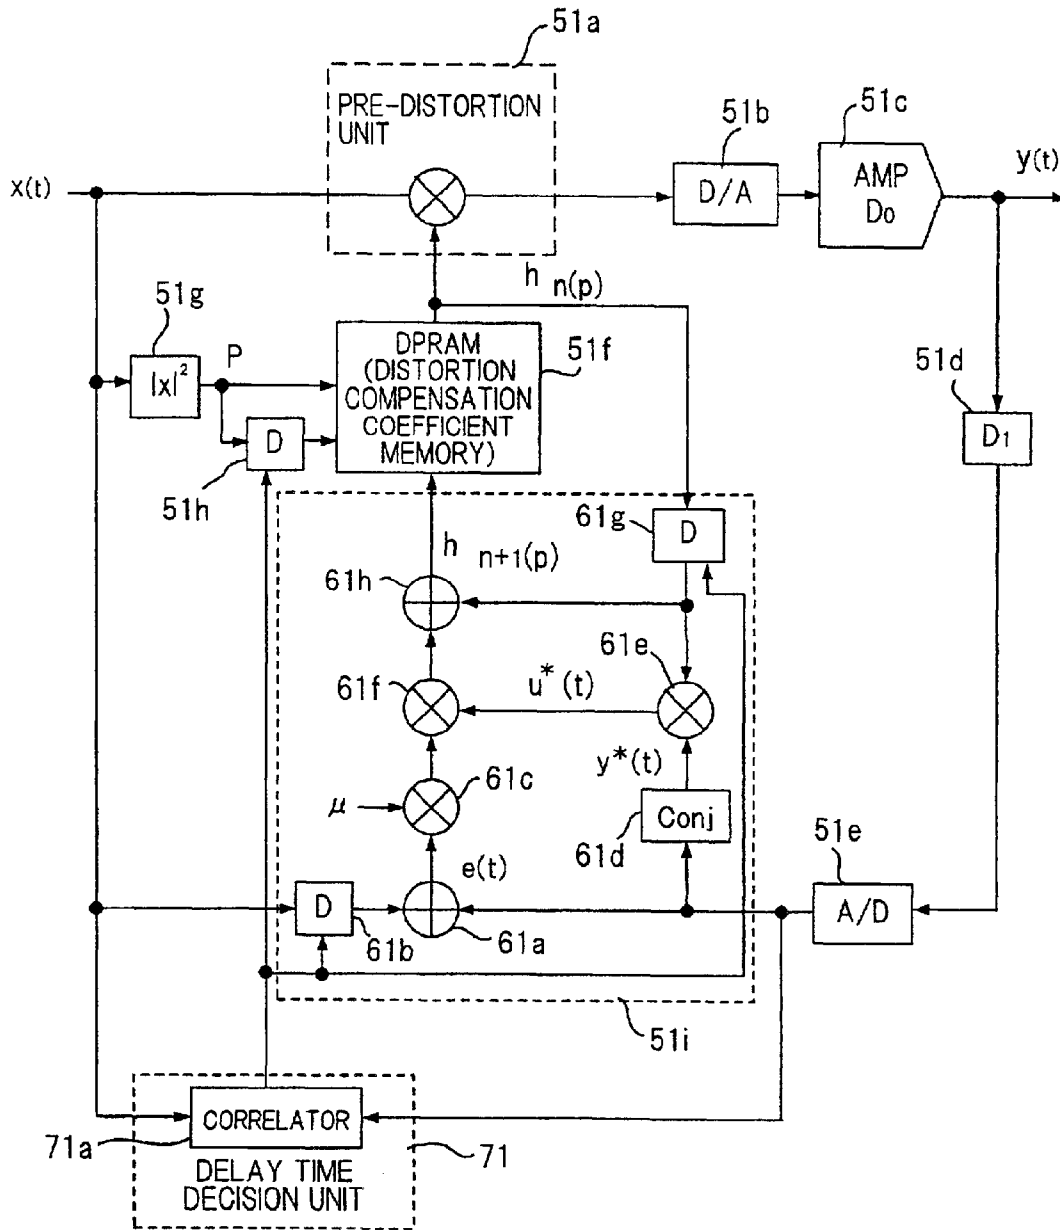 51a
PRE-DISTORTION
UNIT
51b
51c
x(t)
D/A
AMP
D0
y(t)
h n(p)
51g
|x|²
P
DPRAM
(DISTORTION
COMPENSATION
COEFFICIENT
MEMORY)
51f
51d
D1
D
51h
61g
D
h n+1(p)
61h
61e
61f
u*(t)
y*(t)
μ
61c
Conj
61d
51e
e(t)
D
A/D
61b
61a
51i
CORRELATOR
71a
71
DELAY TIME
DECISION UNIT